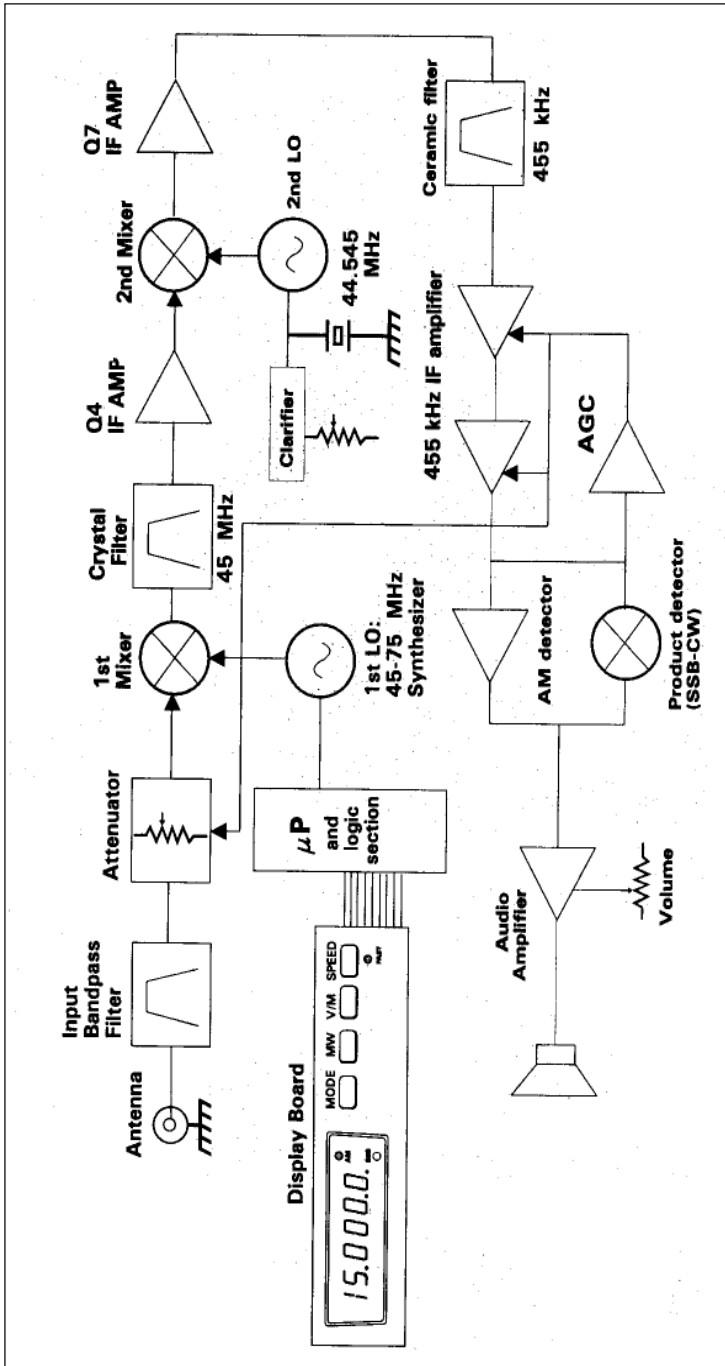 Antenna
Input
Bandpass
Filter
Attenuator
1st
Mixer
Crystal
Filter
45 MHz
Q4
IF AMP
2nd Mixer
Q7
IF AMP
1st LO:
45-75 MHz
Synthesizer
Clarifier
2nd LO
44.545
MHz
Display Board
15.000.0.
AM
MODE
MW
V/M
SPEED
FAST
μP
and
logic
section
Ceramic filter
455 kHz
455 kHz IF amplifier
AGC
AM detector
Product detector
(SSB-CW)
Audio
Amplifier
Volume